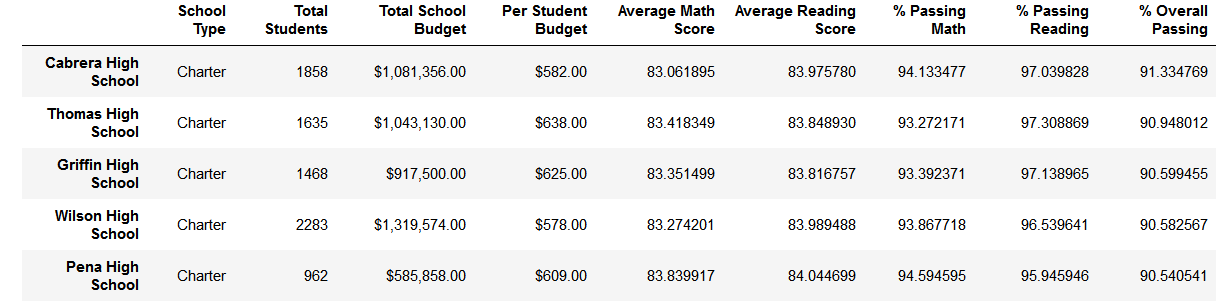 School Total Total School Per Student Average Math Average Reading % Passing % Passing % Overall
Type Students Budget Budget Score Score Math Reading Passing
Cabrera High
School Charter 1858 $1,081,356.00 $582.00 83.061895 83.975780 94.133477 97.039828 91.334769
Thomas High
School Charter 1635 $1,043,130.00 $638.00 83.418349 83.848930 93.272171 97.308869 90.948012
Griffin High
School Charter 1468 $917,500.00 $625.00 83.351499 83.816757 93.392371 97.138965 90.599455
Wilson High
School Charter 2283 $1,319,574.00 $578.00 83.274201 83.989488 93.867718 96.539641 90.582567
Pena High
School Charter 962 $585,858.00 $609.00 83.839917 84.044699 94.594595 95.945946 90.540541